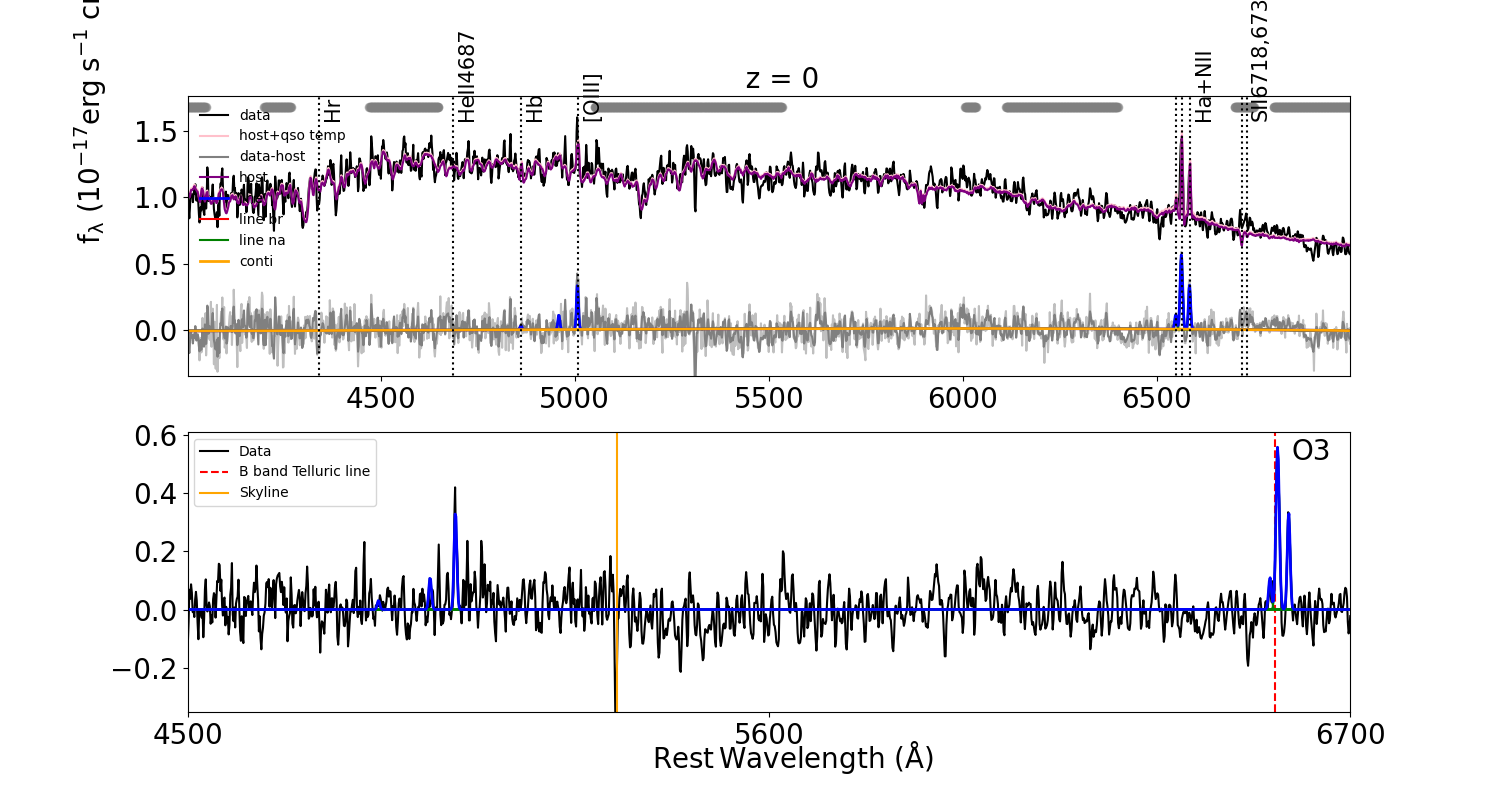 z = 0
Hr
HeII4687
Hb
[OIII]
Ha+NII
SII6718,673
fλ (10⁻¹⁷erg s⁻¹
data
host+qso temp
data-host
host
line br
line na
conti
1.5
1.0
0.5
0.0
4500
5000
5500
6000
6500
Data
B band Telluric line
Skyline
O3
0.6
0.4
0.2
0.0
−0.2
4500
5600
6700
Rest Wavelength (Å)